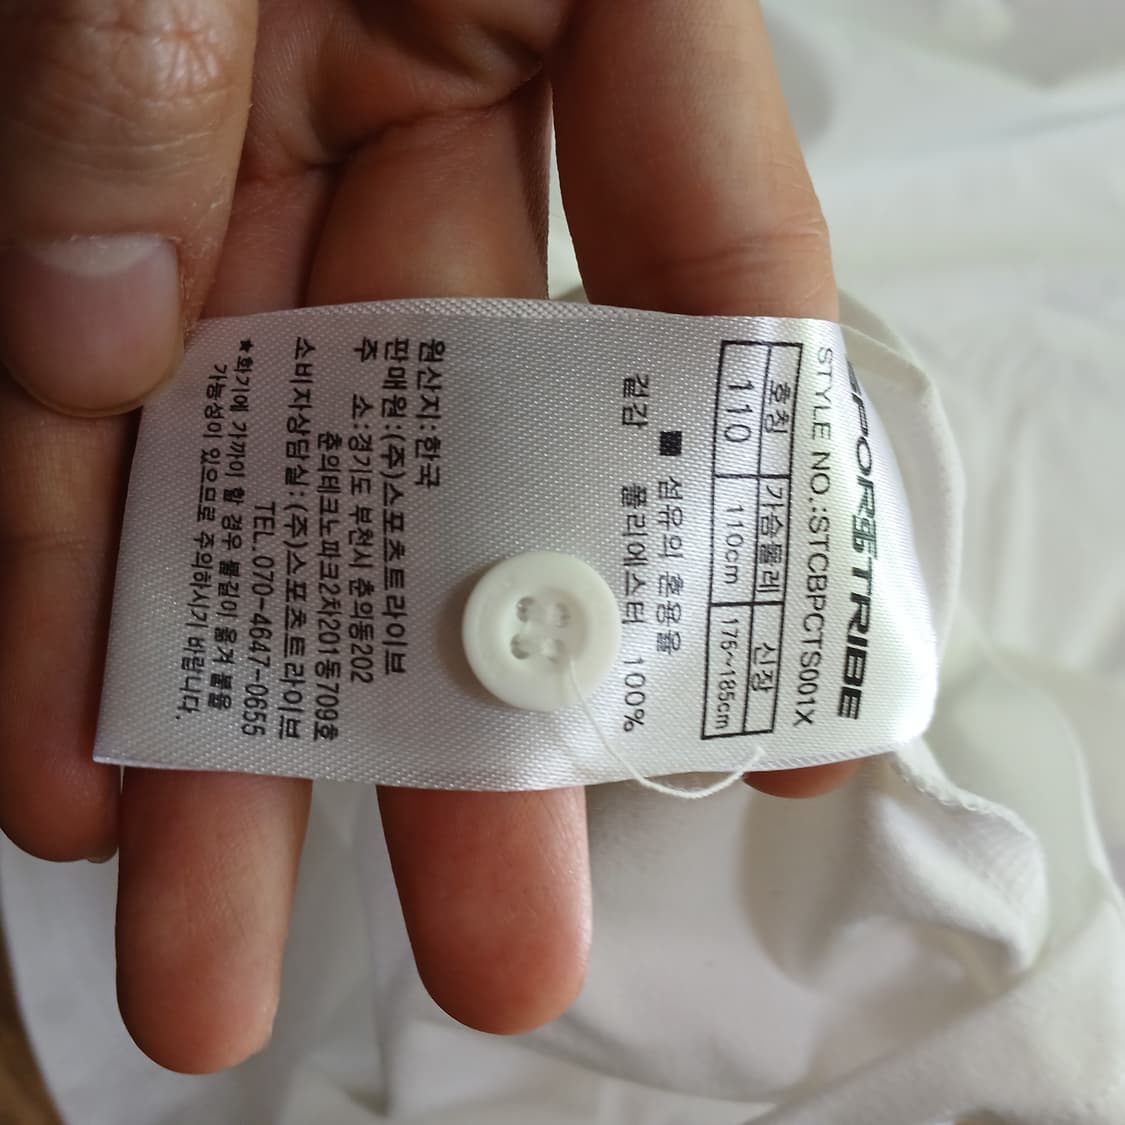 SPORTSTRIBE
STYLE NO.:STCBPCTS001X
호칭 가슴둘레 신장
110 110cm 175~185cm
■ 섬유의 혼용율
겉감 폴리에스터 100%
원산지:한국
판매원:(주)스포츠트라이브
주 소:경기도 부천시 춘의동202
춘의테크노파크2차201동709호
소비자상담실:(주)스포츠트라이브
TEL.070-4647-0655
★화기에 가까이 할 경우 불길이 옮겨 붙을
가능성이 있으므로 주의하시기 바랍니다.